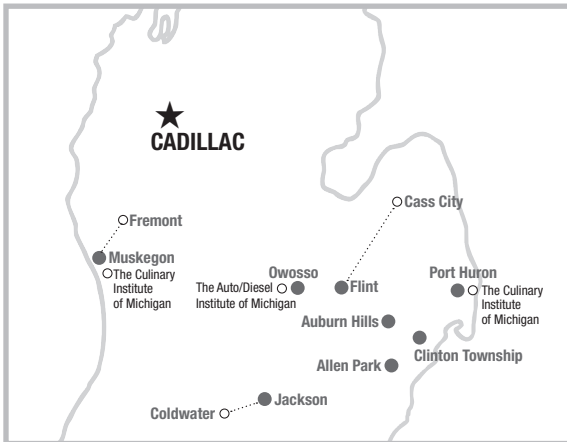 CADILLAC
Fremont
Cass City
Muskegon
The Culinary
Institute
of Michigan
Owosso
The Auto/Diesel
Institute of Michigan
Flint
Port Huron
The Culinary
Institute
of Michigan
Auburn Hills
Clinton Township
Allen Park
Jackson
Coldwater